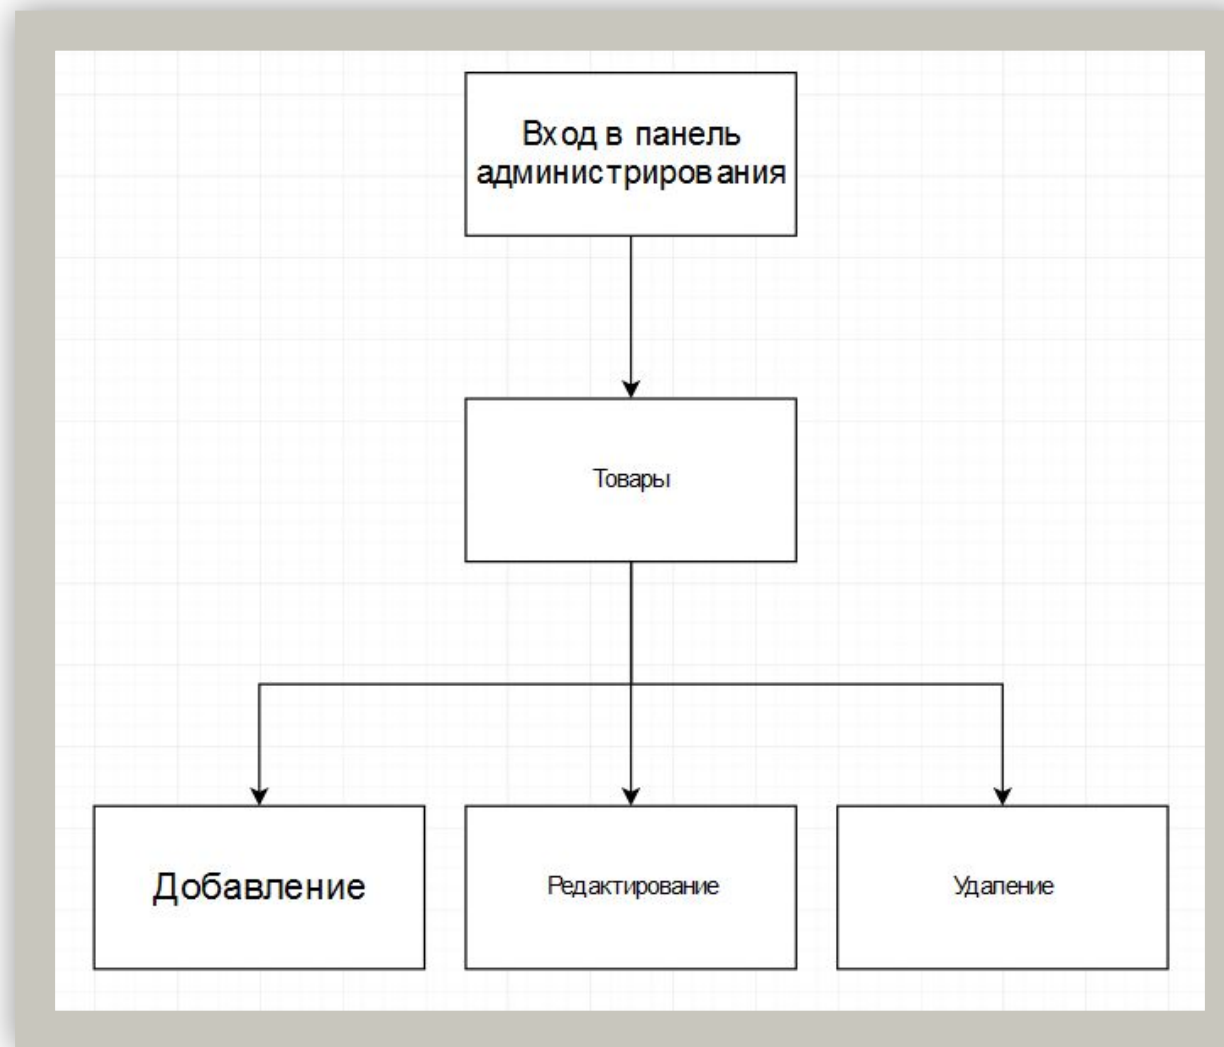 Вход в панель
администрирования
Товары
Добавление
Редактирование
Удаление